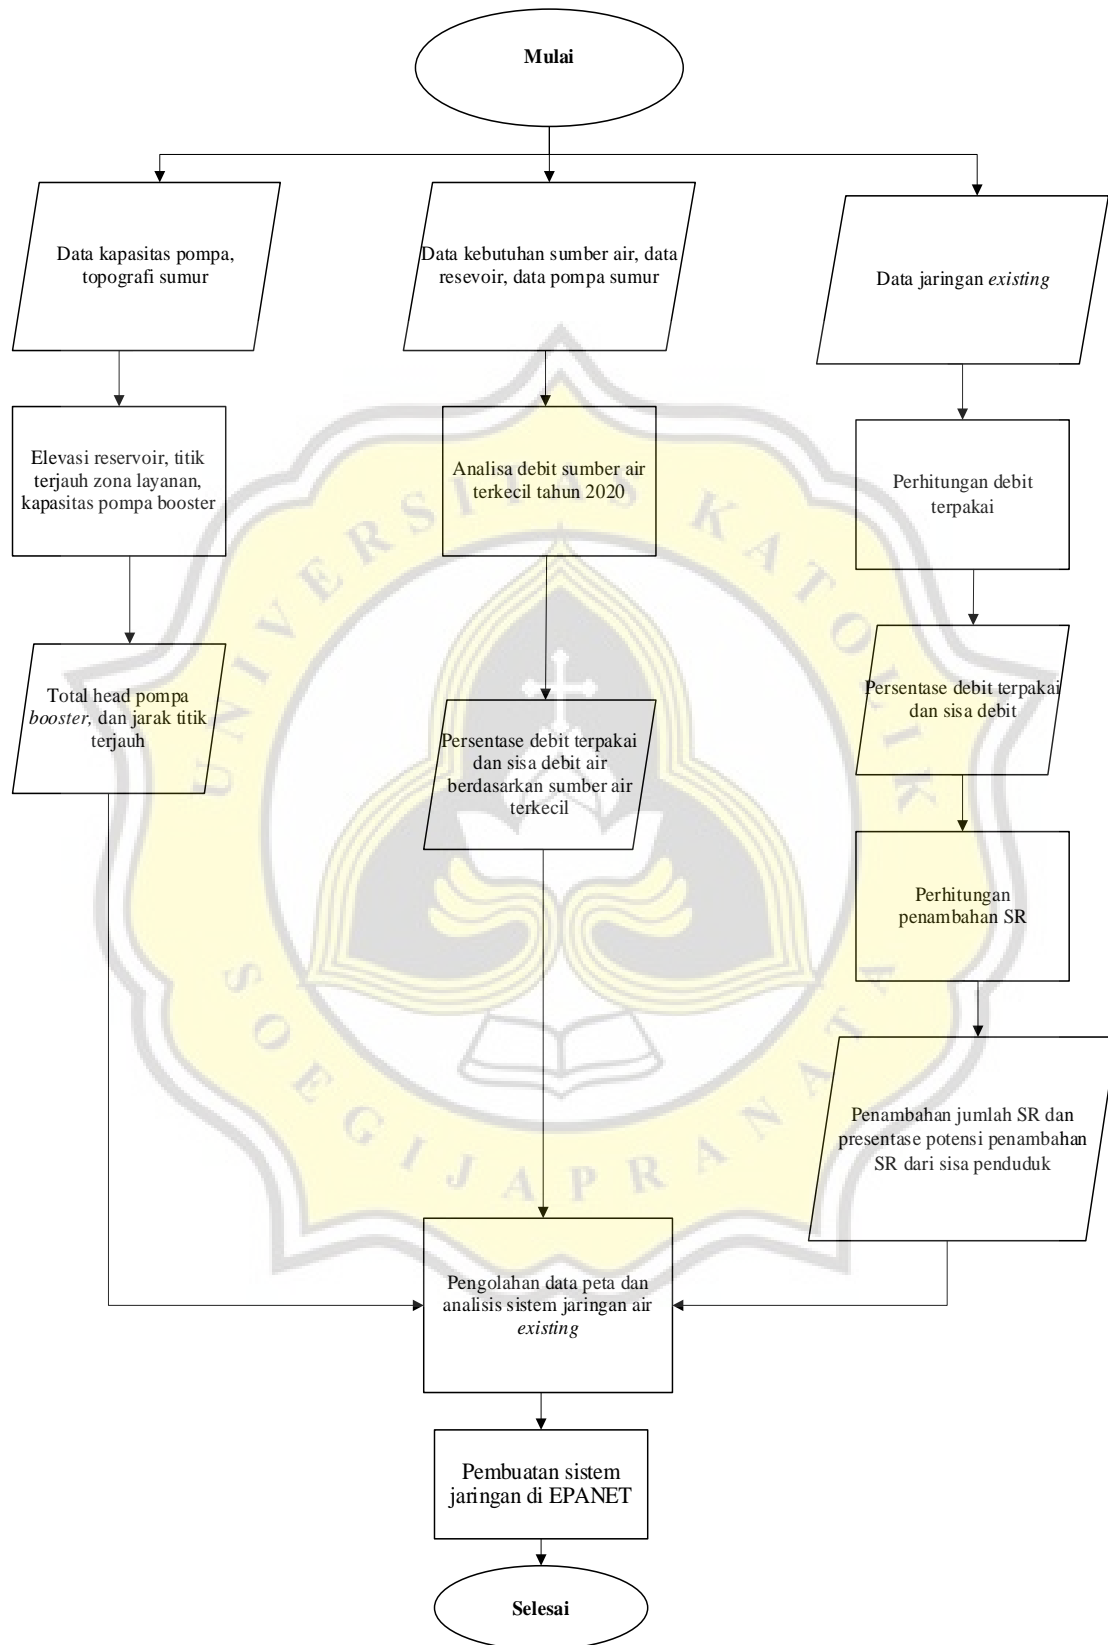 Mulai
Data kapasitas pompa,
topografi sumur
Data kebutuhan sumber air, data
resevoir, data pompa sumur
Data jaringan existing
Elevasi reservoir, titik
terjauh zona layanan,
kapasitas pompa booster
Analisa debit sumber air
terkecil tahun 2020
Perhitungan debit
terpakai
Total head pompa
booster, dan jarak titik
terjauh
Persentase debit terpakai
dan sisa debit air
berdasarkan sumber air
terkecil
Persentase debit terpakai
dan sisa debit
Perhitungan
penambahan SR
Penambahan jumlah SR dan
presentase potensi penambahan
SR dari sisa penduduk
Pengolahan data peta dan
analisis sistem jaringan air
existing
Pembuatan sistem
jaringan di EPANET
Selesai
UNIVERSITAS KATOLIK
SOEGIJAPRANATA